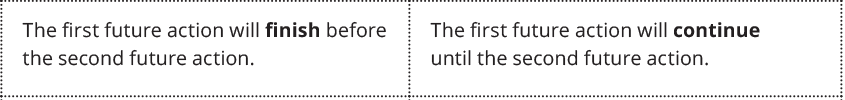 The first future action will finish before
the second future action.
The first future action will continue
until the second future action.